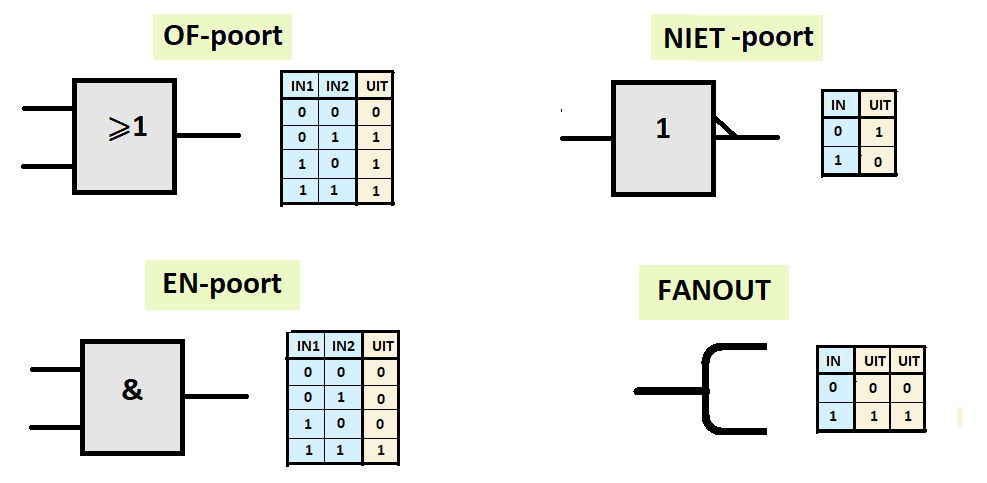 OF-poort
⩾1
IN1 IN2 UIT
0 0 0
0 1 1
1 0 1
1 1 1
NIET -poort
1
IN UIT
0 1
1 0
EN-poort
&
IN1 IN2 UIT
0 0 0
0 1 0
1 0 0
1 1 1
FANOUT
IN UIT UIT
0 0 0
1 1 1